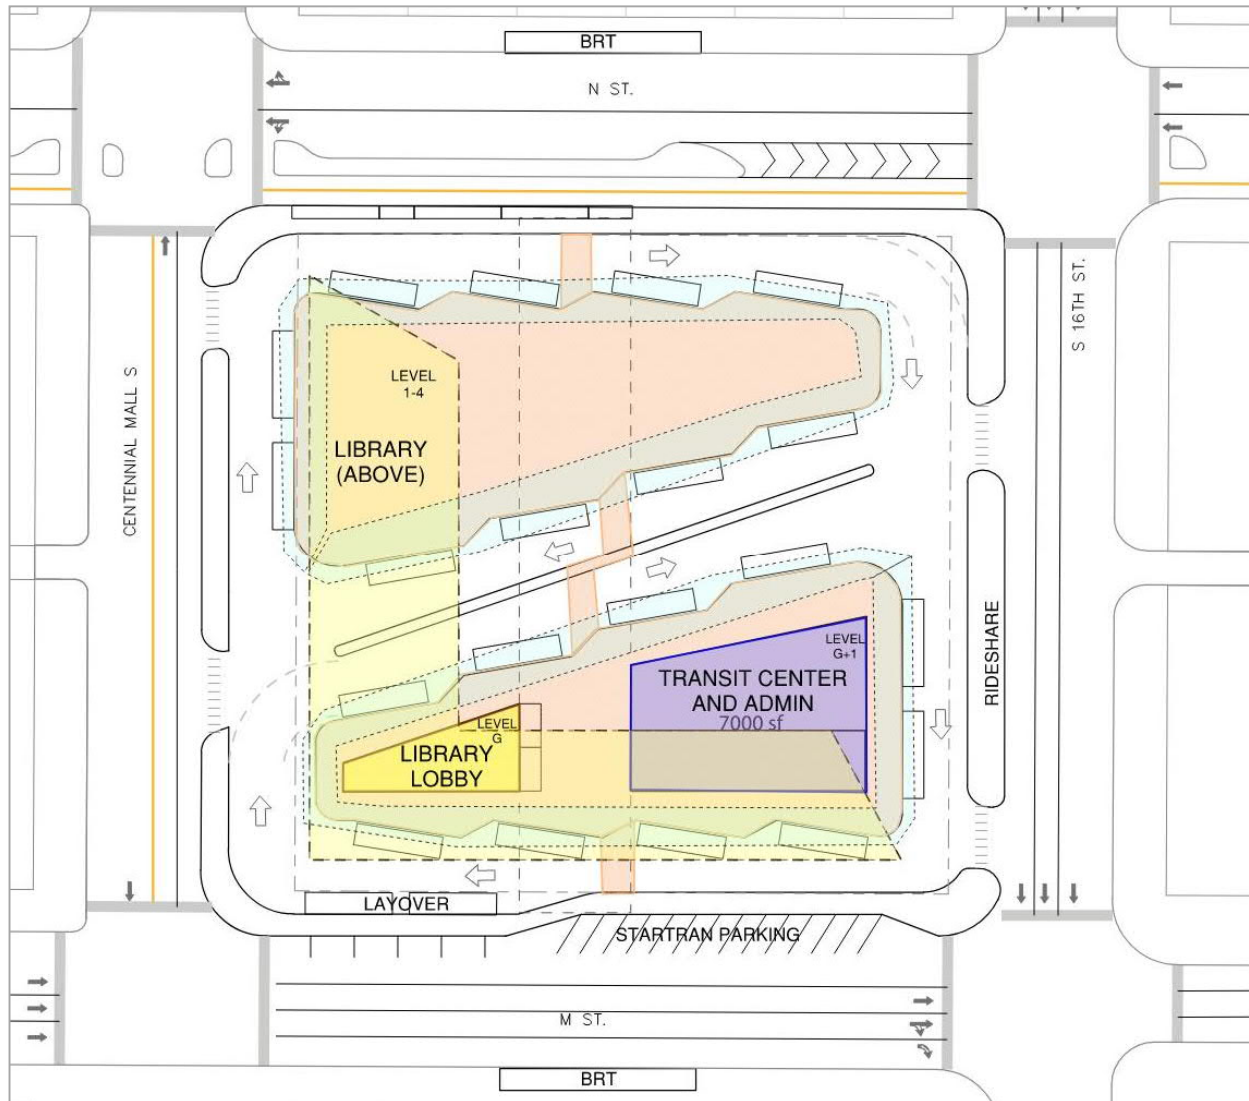 BRT
N ST.
CENTENNIAL MALL S
S 16TH ST.
LEVEL
1-4
LIBRARY
(ABOVE)
RIDESHARE
LEVEL
G+1
TRANSIT CENTER
AND ADMIN
7000 sf
LEVEL
G
LIBRARY
LOBBY
LAYOVER
STARTRAN PARKING
M ST.
BRT